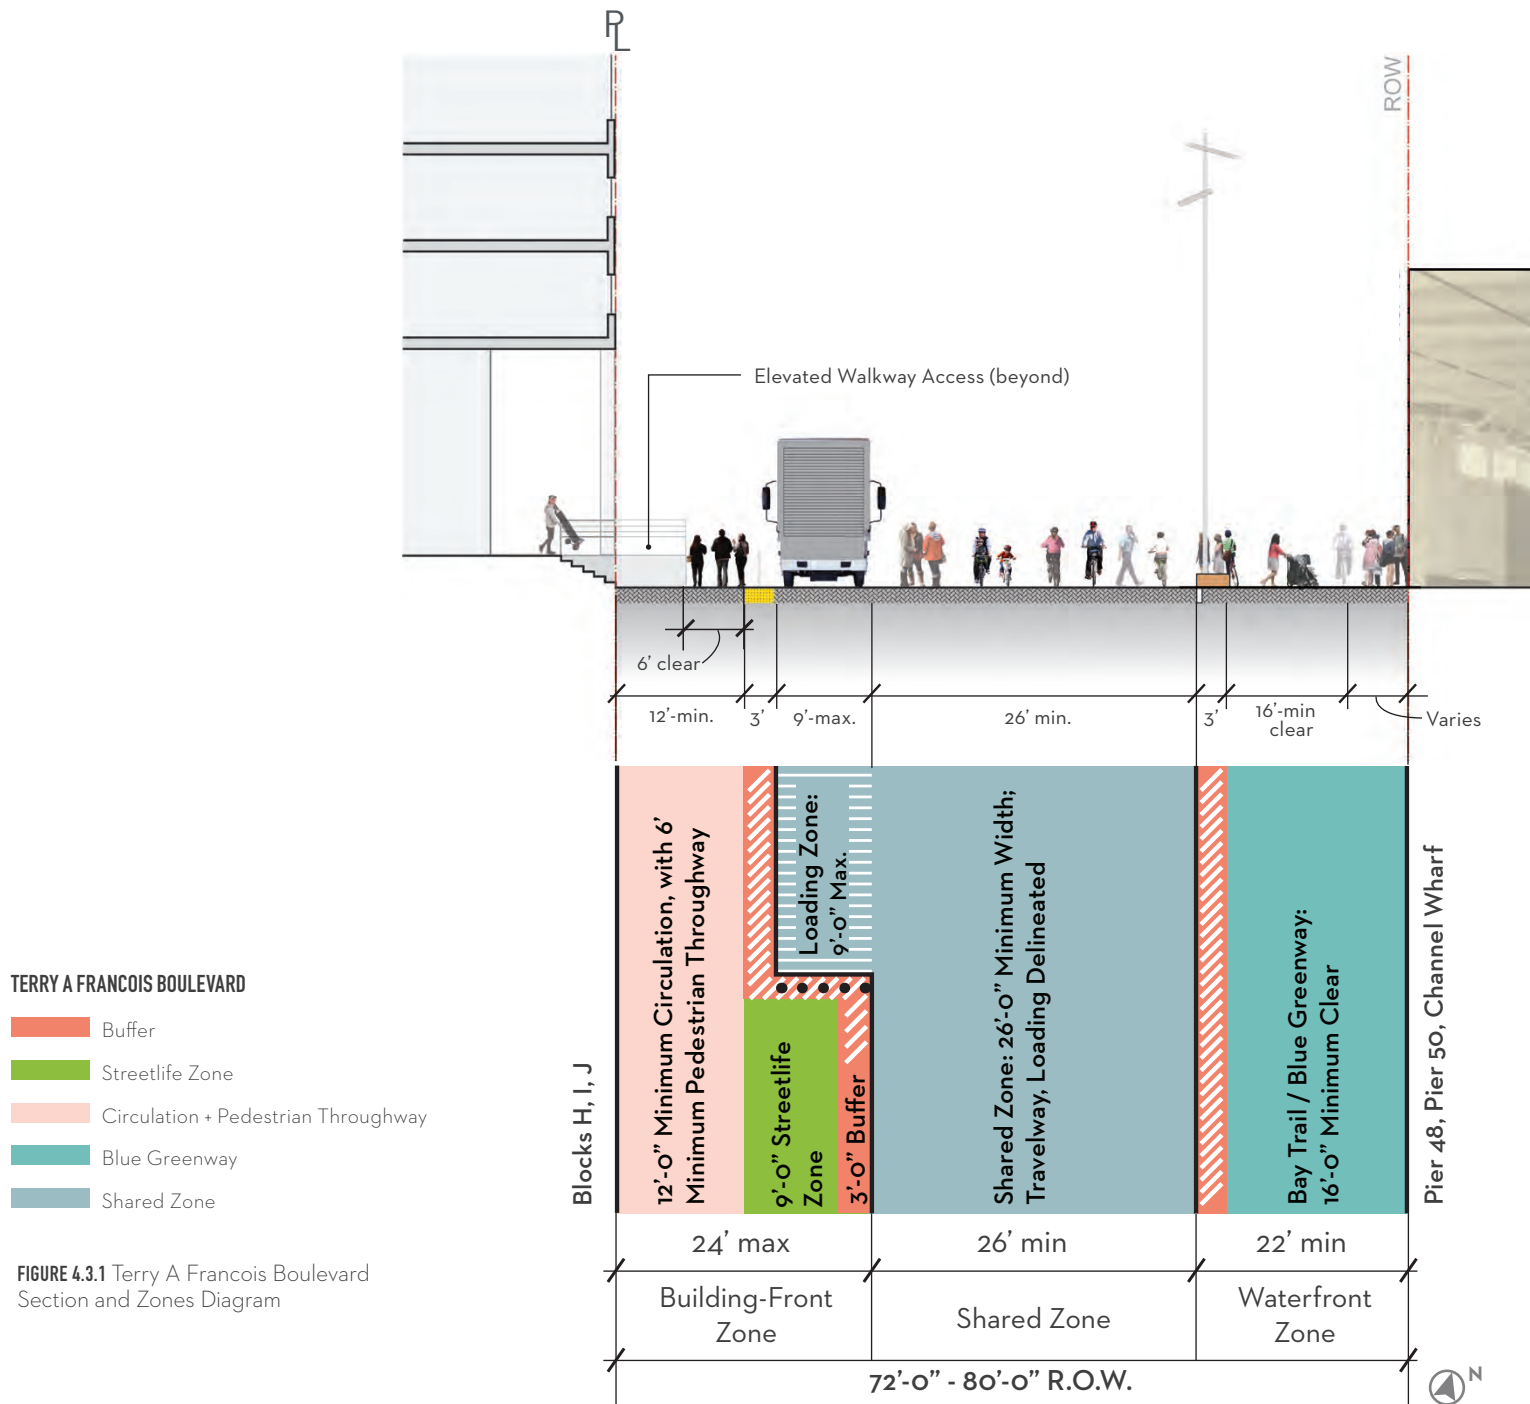 PL
ROW
Elevated Walkway Access (beyond)
6' clear
12'-min.
3'
9'-max.
26' min.
3'
16'-min
clear
Varies
12'-0" Minimum Circulation, with 6'
Minimum Pedestrian Throughway
Loading Zone:
9'-0" Max.
9'-0" Streetlife
Zone
3'-0" Buffer
Shared Zone: 26'-0" Minimum Width;
Travelway, Loading Delineated
Bay Trail / Blue Greenway:
16'-0" Minimum Clear
Blocks H, I, J
Pier 48, Pier 50, Channel Wharf
TERRY A FRANCOIS BOULEVARD
Buffer
Streetlife Zone
Circulation + Pedestrian Throughway
Blue Greenway
Shared Zone
FIGURE 4.3.1 Terry A Francois Boulevard
Section and Zones Diagram
24' max
26' min
22' min
Building-Front
Zone
Shared Zone
Waterfront
Zone
72'-0" - 80'-0" R.O.W.
N